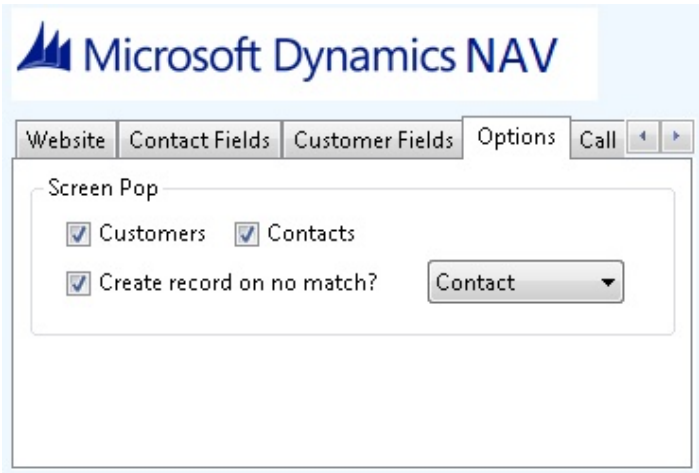 Microsoft Dynamics NAV
Website Contact Fields Customer Fields Options Call
Screen Pop
Customers Contacts
Create record on no match? Contact